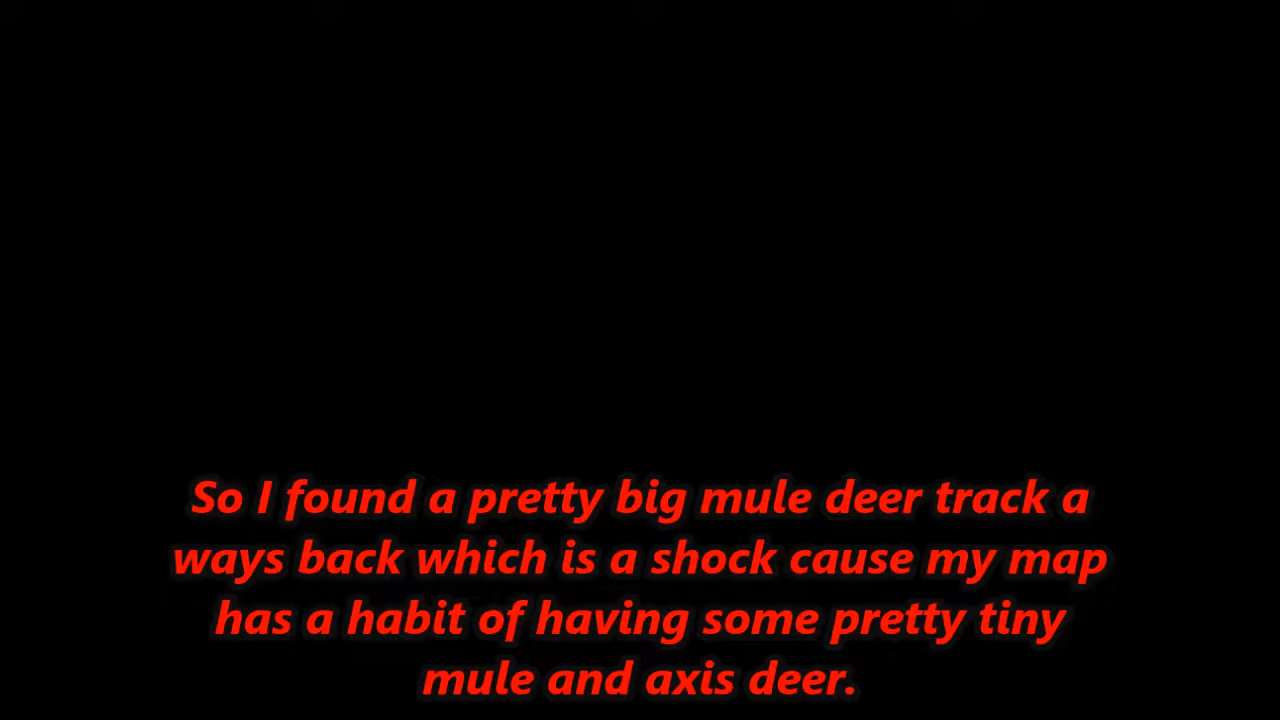 So I found a pretty big mule deer track a
ways back which is a shock cause my map
has a habit of having some pretty tiny
mule and axis deer.